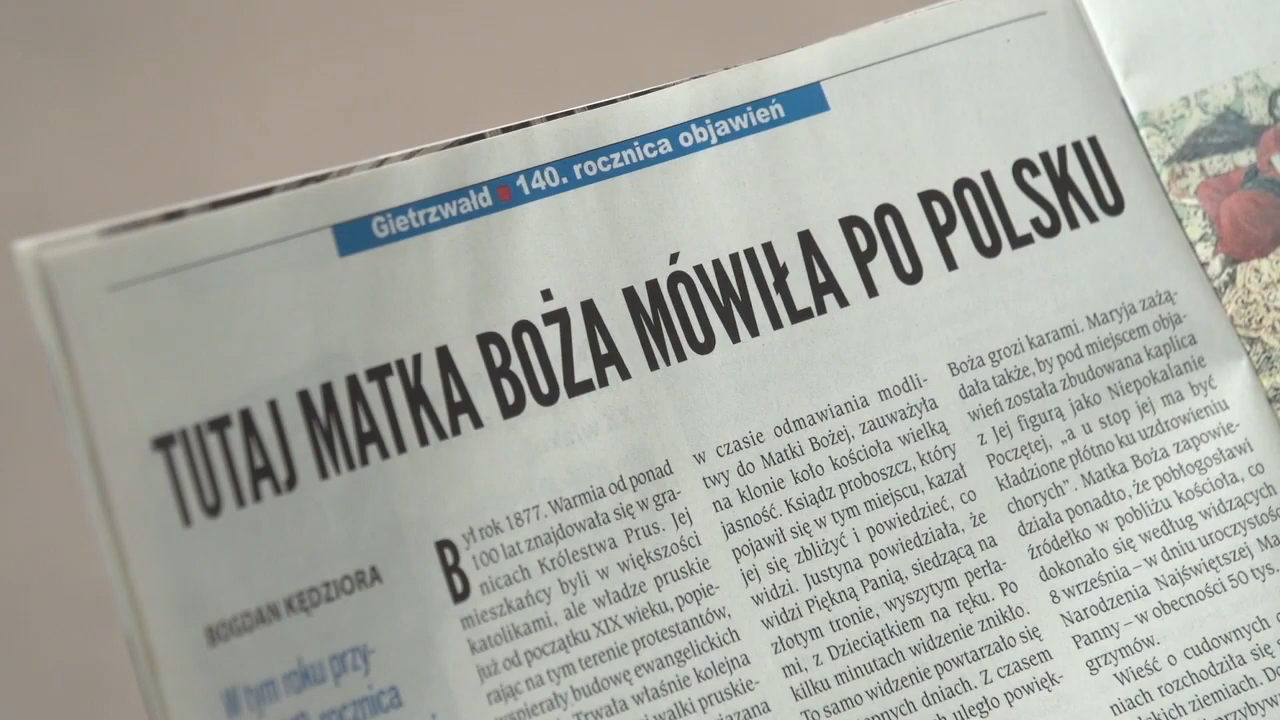 Gietrzwałd ■ 140. rocznica objawień
TUTAJ MATKA BOŻA MÓWIŁA PO POLSKU
BOGDAN KĘDZIORA
W tym roku przy-
rocznica
Był rok 1877. Warmia od ponad
100 lat znajdowała się w gra-
nicach Królestwa Prus. Jej
mieszkańcy byli w większości
katolikami, ale władze pruskie
już od początku XIX wieku, popie-
rając na tym terenie protestantów,
wspierały budowę ewangelickich
Trwała właśnie kolejna
walki pruskie-
w czasie odmawiania modli-
twy do Matki Bożej, zauważyła
na klonie koło kościoła wielką
jasność. Ksiądz proboszcz, który
pojawił się w tym miejscu, kazał
jej się zbliżyć i powiedzieć, co
widzi. Justyna powiedziała, że
widzi Piękną Panią, siedzącą na
złotym tronie, wyszytym perła-
mi, z Dzieciątkiem na ręku. Po
kilku minutach widzenie znikło.
To samo widzenie powtarzało się
dniach. Z czasem
uległo powięk-
Boża grozi karami. Maryja zażą-
dała także, by pod miejscem obja-
wień została zbudowana kaplica
z Jej figurą jako Niepokalanie
Poczętej, „a u stop jej ma być
kładzione płótno ku uzdrowieniu
chorych”. Matka Boża zapowie-
działa ponadto, że pobłogosławi
źródełko w pobliżu kościoła, co
dokonało się według widzących
8 września – w dniu uroczystoś
Narodzenia Najświętszej Ma
Panny – w obecności 50 tys.
grzymów.
Wieść o cudownych
niach rozchodziła się
kich ziemiach.